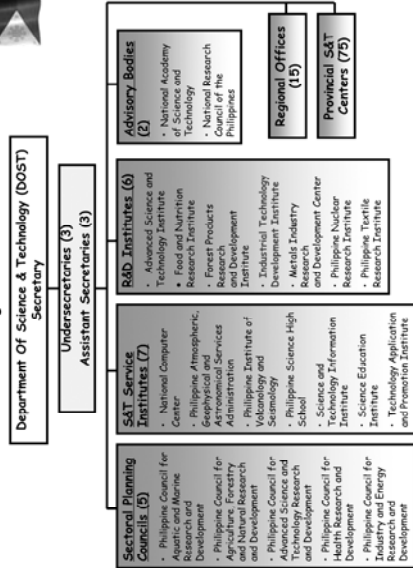 Department Of Science & Technology (DOST)
Secretary
Undersecretaries (3)
Assistant Secretaries (3)
Sectoral Planning
Councils (5)
· Philippine Council for
Aquatic and Marine
Research and
Development
· Philippine Council for
Agriculture, Forestry
and Natural Research
and Development
· Philippine Council for
Advanced Science and
Technology Research
and Development
· Philippine Council for
Health Research and
Development
· Philippine Council for
Industry and Energy
Research and
Development
S&T Service
Institutes (7)
· National Computer
Center
· Philippine Atmospheric,
Geophysical and
Astronomical Services
Administration
· Philippine Institute of
Volcanology and
Seismology
· Philippine Science High
School
· Science and
Technology Information
Institute
· Science Education
Institute
· Technology Application
and Promotion Institute
R&D Institutes (6)
· Advanced Science and
Technology Institute
• Food and Nutrition
Research Institute
· Forest Products
Research
and Development
Institute
· Industrial Technology
Development Institute
· Metals Industry
Research
and Development Center
· Philippine Nuclear
Research Institute
· Philippine Textile
Research Institute
Advisory Bodies
(2)
· National Academy
of Science and
Technology
· National Research
Council of the
Philippines
Regional Offices
(15)
Provincial S&T
Centers (75)